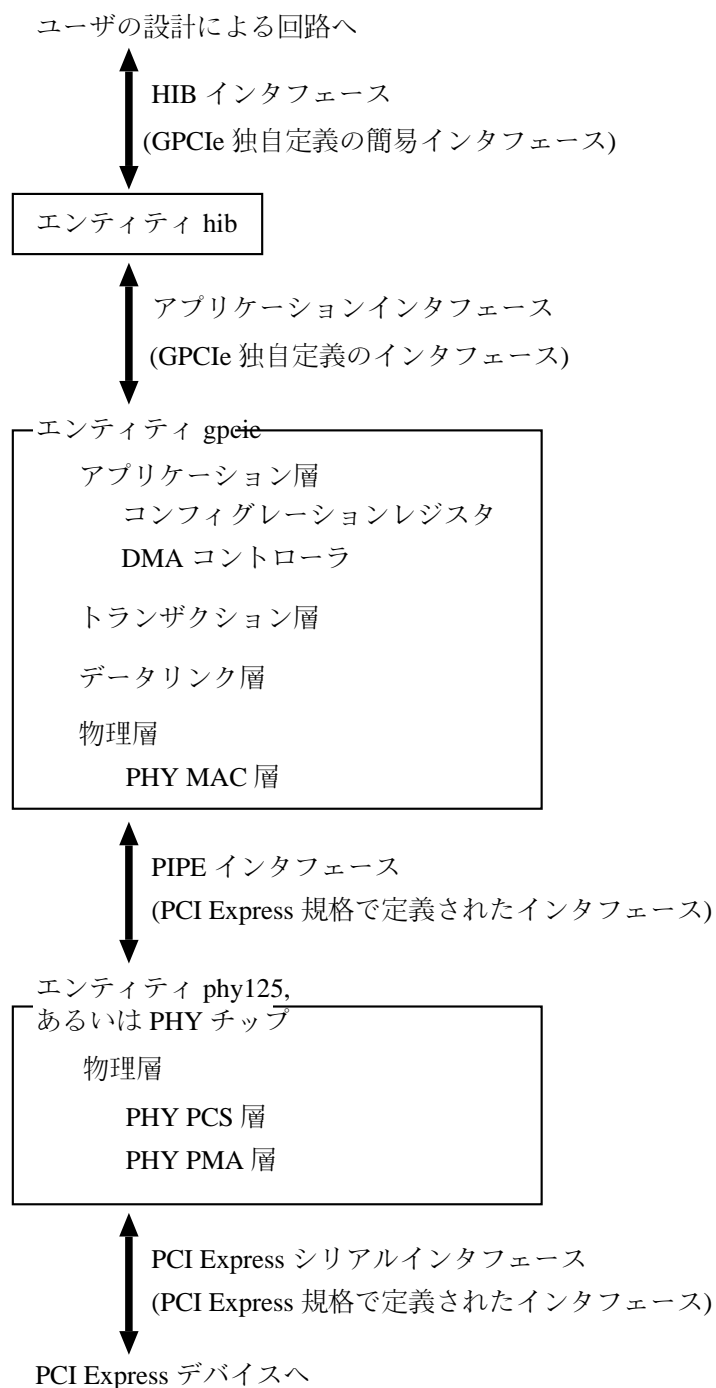 ユーザの設計による回路へ
HIB インタフェース
(GPCIe 独自定義の簡易インタフェース)
エンティティ hib
アプリケーションインタフェース
(GPCIe 独自定義のインタフェース)
エンティティ gpcie
アプリケーション層
コンフィグレーションレジスタ
DMA コントローラ
トランザクション層
データリンク層
物理層
PHY MAC 層
PIPE インタフェース
(PCI Express 規格で定義されたインタフェース)
エンティティ phy125,
あるいは PHY チップ
物理層
PHY PCS 層
PHY PMA 層
PCI Express シリアルインタフェース
(PCI Express 規格で定義されたインタフェース)
PCI Express デバイスへ